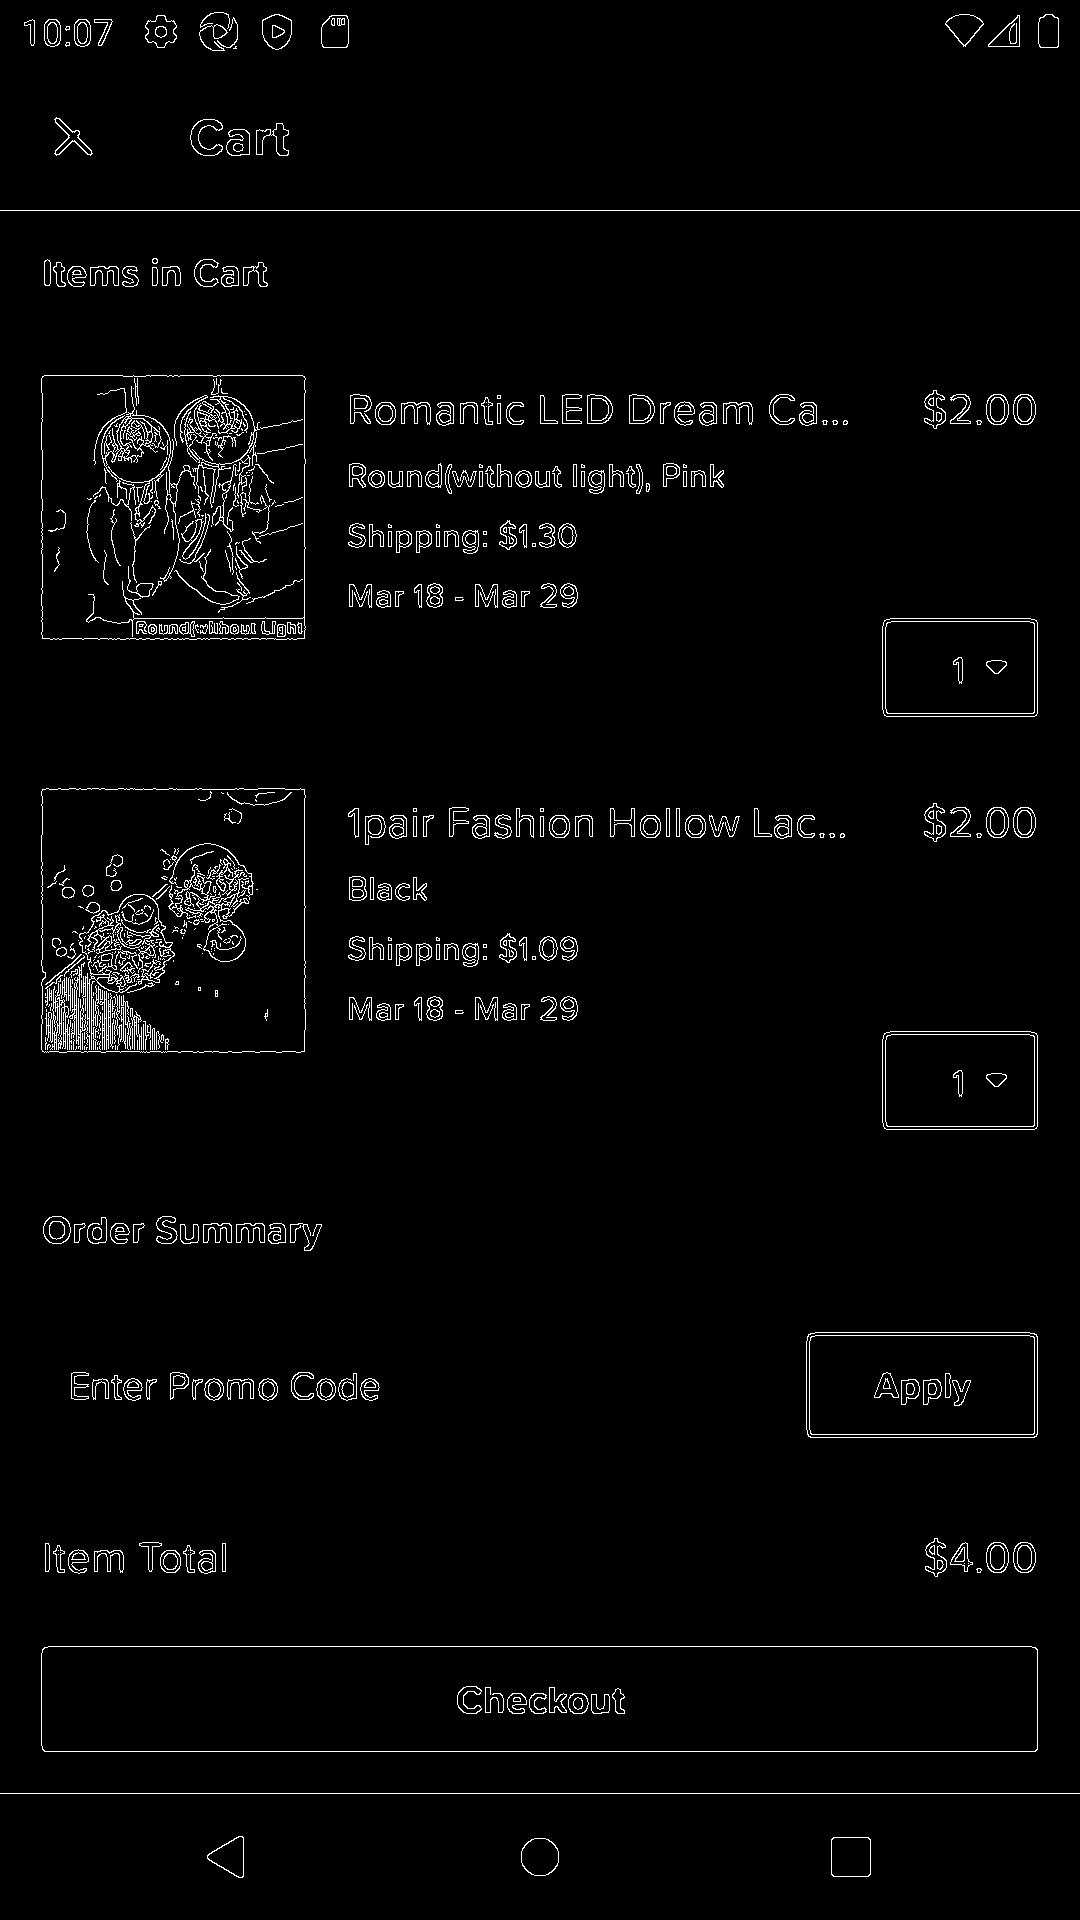 10:07
Cart
Items in Cart
Romantic LED Dream Ca... $2.00
Round(without light), Pink
Shipping: $1.30
Mar 18 - Mar 29
Round(without Light
1
1pair Fashion Hollow Lac... $2.00
Black
Shipping: $1.09
Mar 18 - Mar 29
1
Order Summary
Enter Promo Code Apply
Item Total $4.00
Checkout